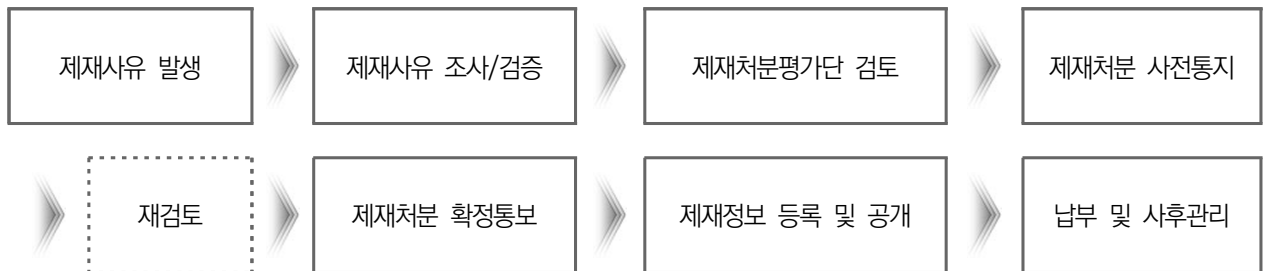 제재사유 발생
제재사유 조사/검증
제재처분평가단 검토
제재처분 사전통지
재검토
제재처분 확정통보
제재정보 등록 및 공개
납부 및 사후관리